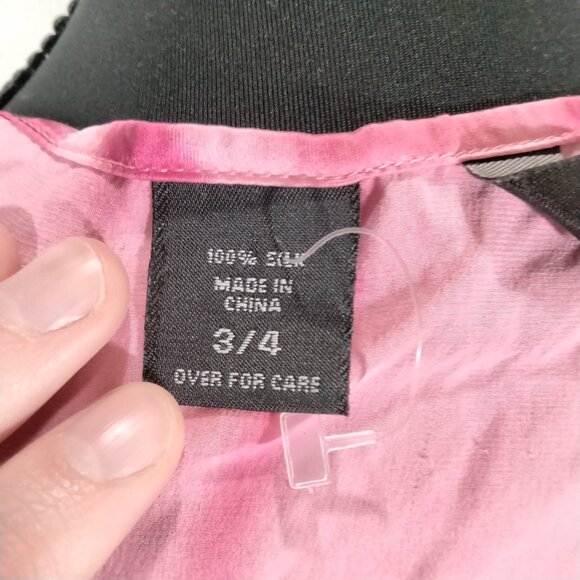 100% SILK
MADE IN
CHINA
3/4
OVER FOR CARE